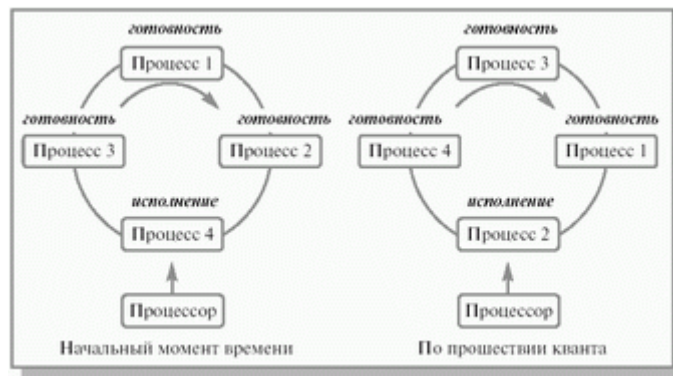 готовность
Процесс 1
готовность
Процесс 3
готовность
Процесс 2
исполнение
Процесс 4
Процессор
Начальный момент времени
готовность
Процесс 3
готовность
Процесс 4
готовность
Процесс 1
исполнение
Процесс 2
Процессор
По прошествии кванта